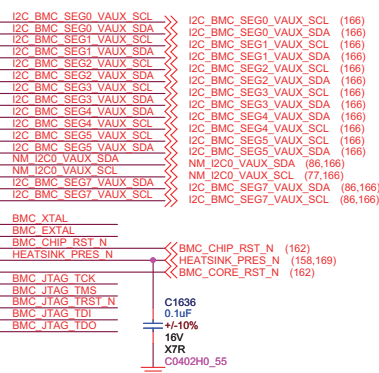 I2C_BMC_SEG0_VAUX_SCL I2C_BMC_SEG0_VAUX_SCL (166)
I2C_BMC_SEG0_VAUX_SDA I2C_BMC_SEG0_VAUX_SDA (166)
I2C_BMC_SEG1_VAUX_SCL I2C_BMC_SEG1_VAUX_SCL (166)
I2C_BMC_SEG1_VAUX_SDA I2C_BMC_SEG1_VAUX_SDA (166)
I2C_BMC_SEG2_VAUX_SCL I2C_BMC_SEG2_VAUX_SCL (166)
I2C_BMC_SEG2_VAUX_SDA I2C_BMC_SEG2_VAUX_SDA (166)
I2C_BMC_SEG3_VAUX_SCL I2C_BMC_SEG3_VAUX_SCL (166)
I2C_BMC_SEG3_VAUX_SDA I2C_BMC_SEG3_VAUX_SDA (166)
I2C_BMC_SEG4_VAUX_SDA I2C_BMC_SEG4_VAUX_SDA (166)
I2C_BMC_SEG4_VAUX_SCL I2C_BMC_SEG4_VAUX_SCL (166)
I2C_BMC_SEG5_VAUX_SCL I2C_BMC_SEG5_VAUX_SCL (166)
I2C_BMC_SEG5_VAUX_SDA I2C_BMC_SEG5_VAUX_SDA (166)
NM_I2C0_VAUX_SDA NM_I2C0_VAUX_SDA (86,166)
NM_I2C0_VAUX_SCL NM_I2C0_VAUX_SCL (77,166)
I2C_BMC_SEG7_VAUX_SDA I2C_BMC_SEG7_VAUX_SDA (86,166)
I2C_BMC_SEG7_VAUX_SCL I2C_BMC_SEG7_VAUX_SCL (86,166)
BMC_XTAL
BMC_EXTAL
BMC_CHIP_RST_N BMC_CHIP_RST_N (162)
HEATSINK_PRES_N HEATSINK_PRES_N (158,169)
BMC_CORE_RST_N (162)
BMC_JTAG_TCK
BMC_JTAG_TMS
BMC_JTAG_TRST_N
BMC_JTAG_TDI
BMC_JTAG_TDO
C1636
0.1uF
+/-10%
16V
X7R
C0402H0_55